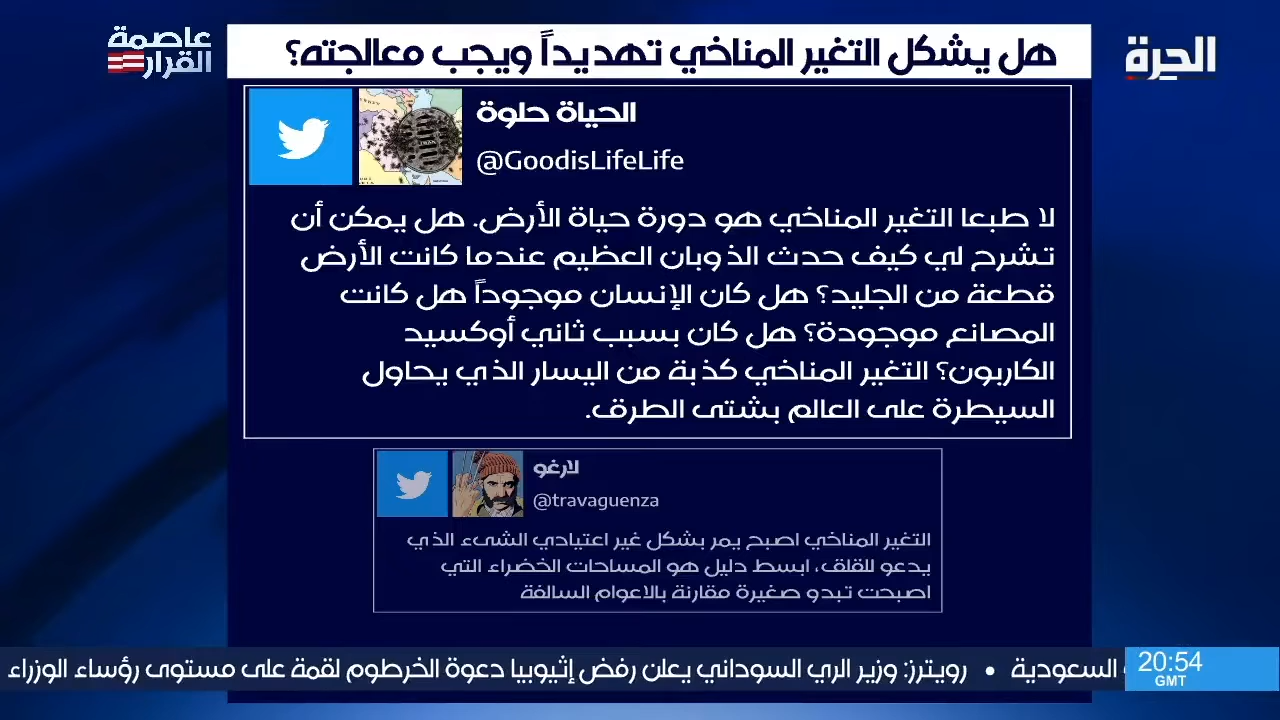 عاصمة
القرار
هل يشكل التغير المناخي تهديداً ويجب معالجته؟
الحرة
الحياة حلوة
@GoodisLifeLife
لا طبعا التغير المناخي هو دورة حياة الأرض. هل يمكن أن
تشرح لي كيف حدث الذوبان العظيم عندما كانت الأرض
قطعة من الجليد؟ هل كان الإنسان موجوداً هل كانت
المصانع موجودة؟ هل كان بسبب ثاني أوكسيد
الكاربون؟ التغير المناخي كذبة من اليسار الذي يحاول
السيطرة على العالم بشتى الطرق.
لارغو
@travaguenza
التغير المناخي اصبح يمر بشكل غير اعتيادي الشىء الذي
يدعو للقلق، ابسط دليل هو المساحات الخضراء التي
اصبحت تبدو صغيرة مقارنة بالاعوام السالفة
السعودية • رويترز: وزير الري السوداني يعلن رفض إثيوبيا دعوة الخرطوم لقمة على مستوى رؤساء الوزراء
20:54
GMT